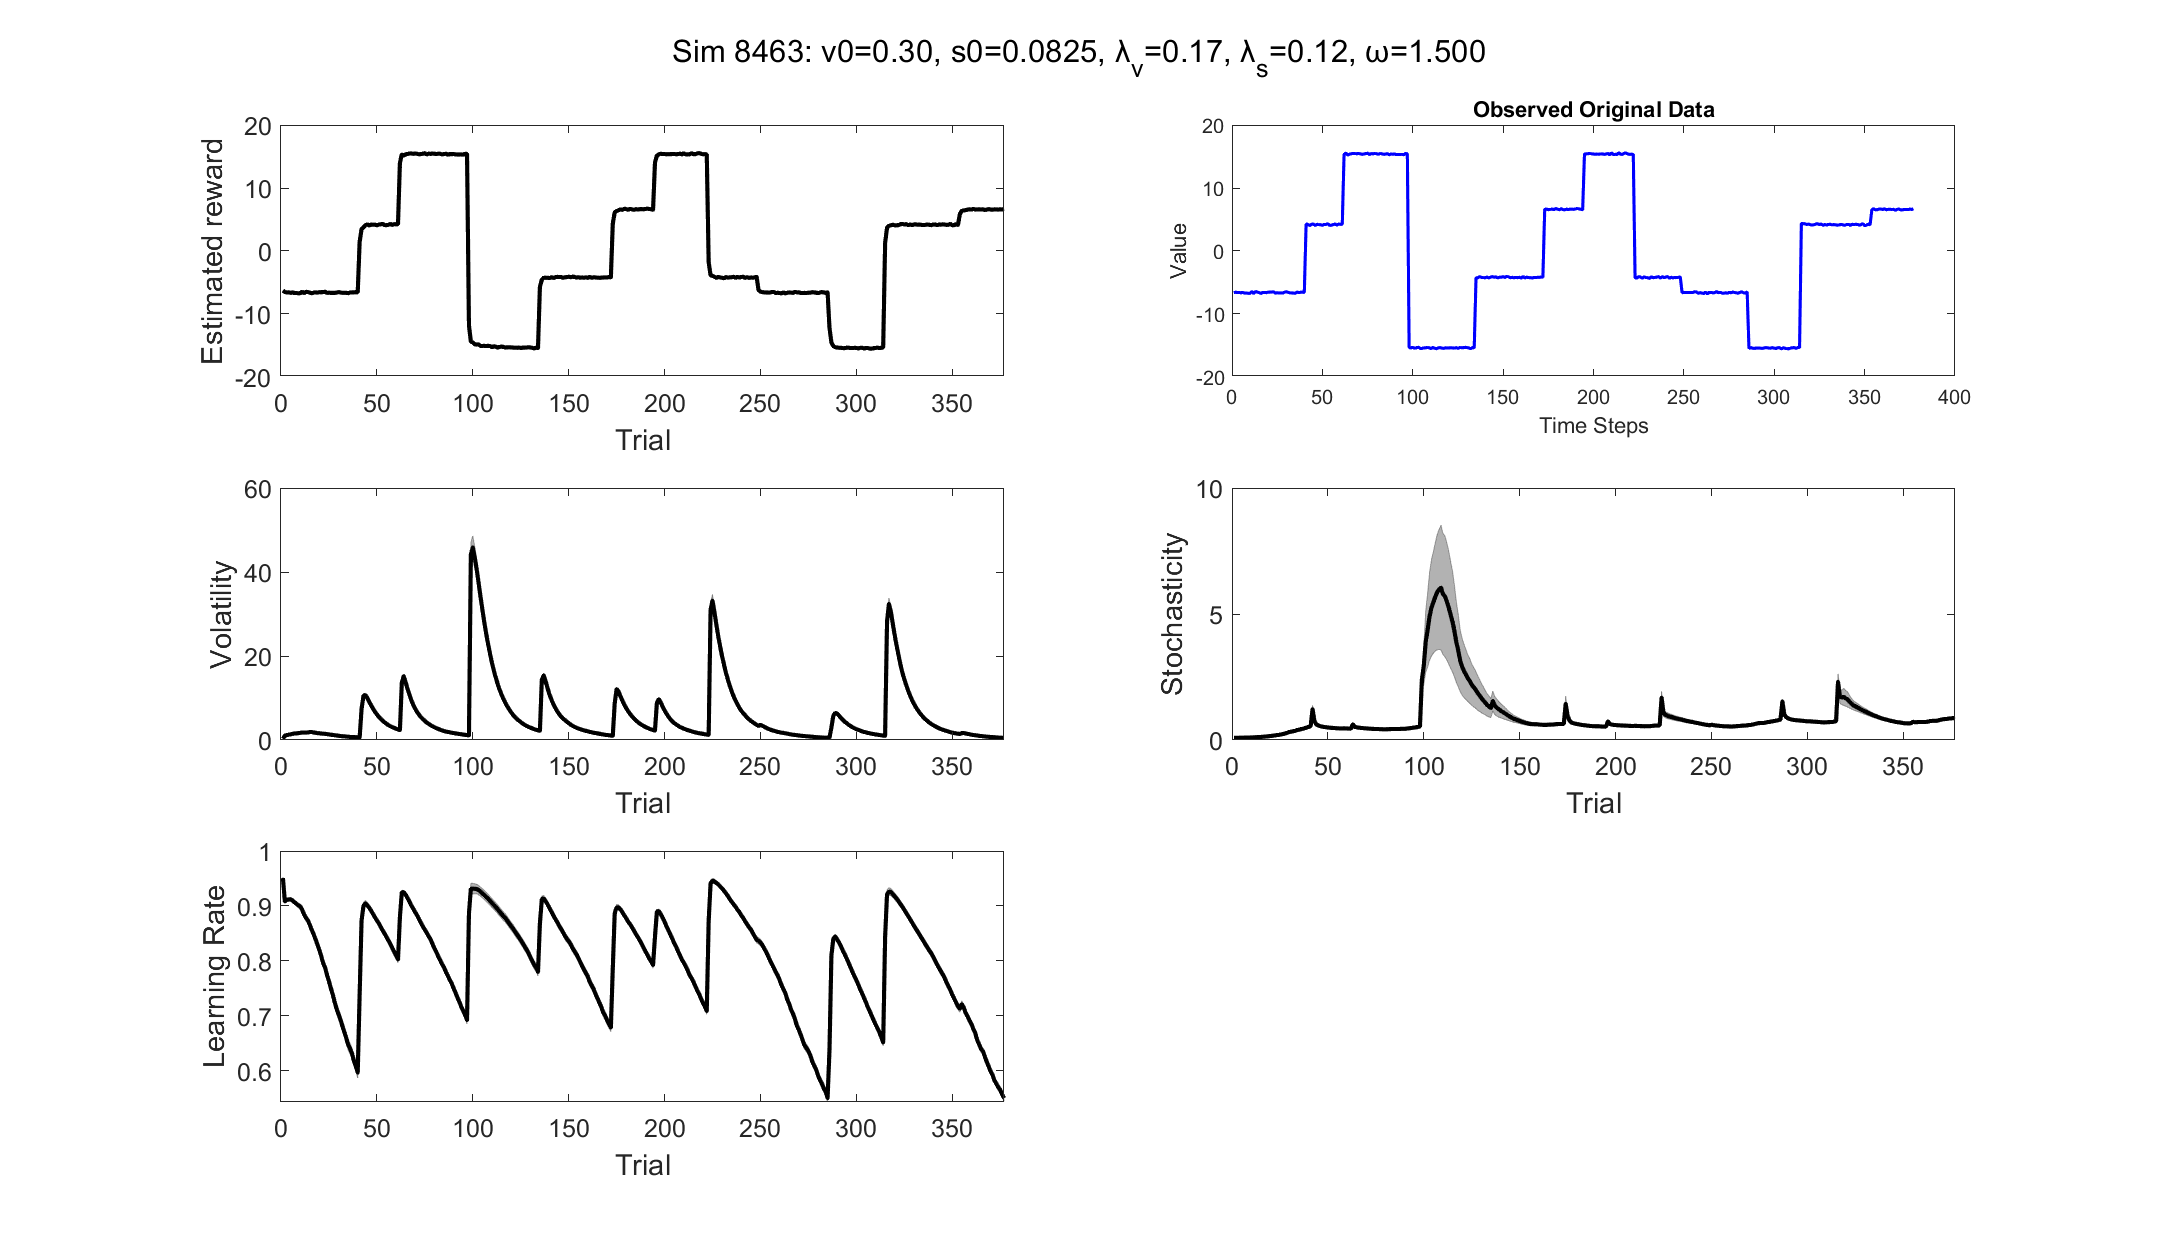 Sim 8463: v0=0.30, s0=0.0825, λv=0.17, λs=0.12, ω=1.500
Estimated reward
20
10
0
-10
-20
0 50 100 150 200 250 300 350
Trial
Observed Original Data
Value
20
10
0
-10
-20
0 50 100 150 200 250 300 350 400
Time Steps
Volatility
60
40
20
0
0 50 100 150 200 250 300 350
Trial
Stochasticity
10
5
0
0 50 100 150 200 250 300 350
Trial
Learning Rate
1
0.9
0.8
0.7
0.6
0 50 100 150 200 250 300 350
Trial